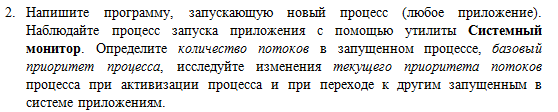 2. Напишите программу, запускающую новый процесс (любое приложение).
Наблюдайте процесс запуска приложения с помощью утилиты Системный
монитор. Определите количество потоков в запущенном процессе, базовый
приоритет процесса, исследуйте изменения текущего приоритета потоков
процесса при активизации процесса и при переходе к другим запущенным в
системе приложениям.